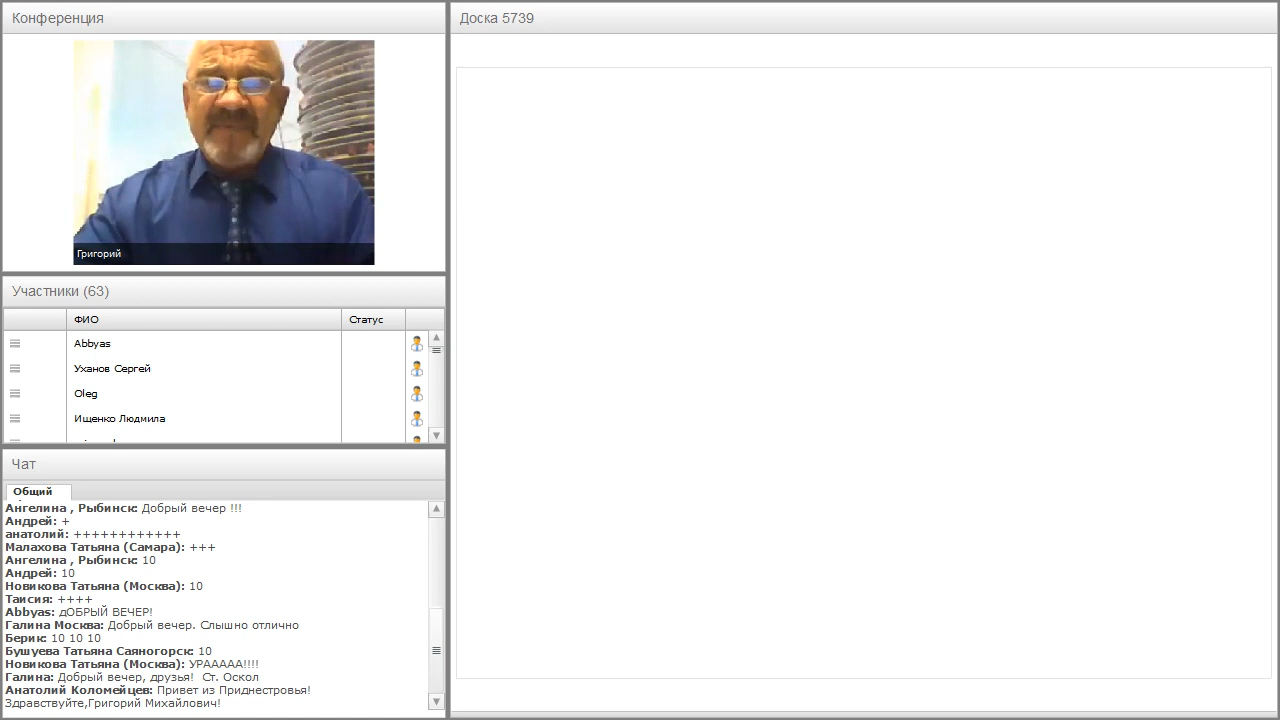 Конференция
Григорий
Участники (63)
ФИО Статус
Abbyas
Уханов Сергей
Oleg
Ищенко Людмила
Чат
Общий
Ангелина , Рыбинск: Добрый вечер !!!
Андрей: +
анатолий: ++++++++++++
Малахова Татьяна (Самара): +++
Ангелина , Рыбинск: 10
Андрей: 10
Новикова Татьяна (Москва): 10
Таисия: ++++
Abbyas: дОБРЫЙ ВЕЧЕР!
Галина Москва: Добрый вечер. Слышно отлично
Берик: 10 10 10
Бушуева Татьяна Саяногорск: 10
Новикова Татьяна (Москва): УРААААА!!!!
Галина: Добрый вечер, друзья!  Ст. Оскол
Анатолий Коломейцев: Привет из Приднестровья!
Здравствуйте,Григорий Михайлович!
Доска 5739